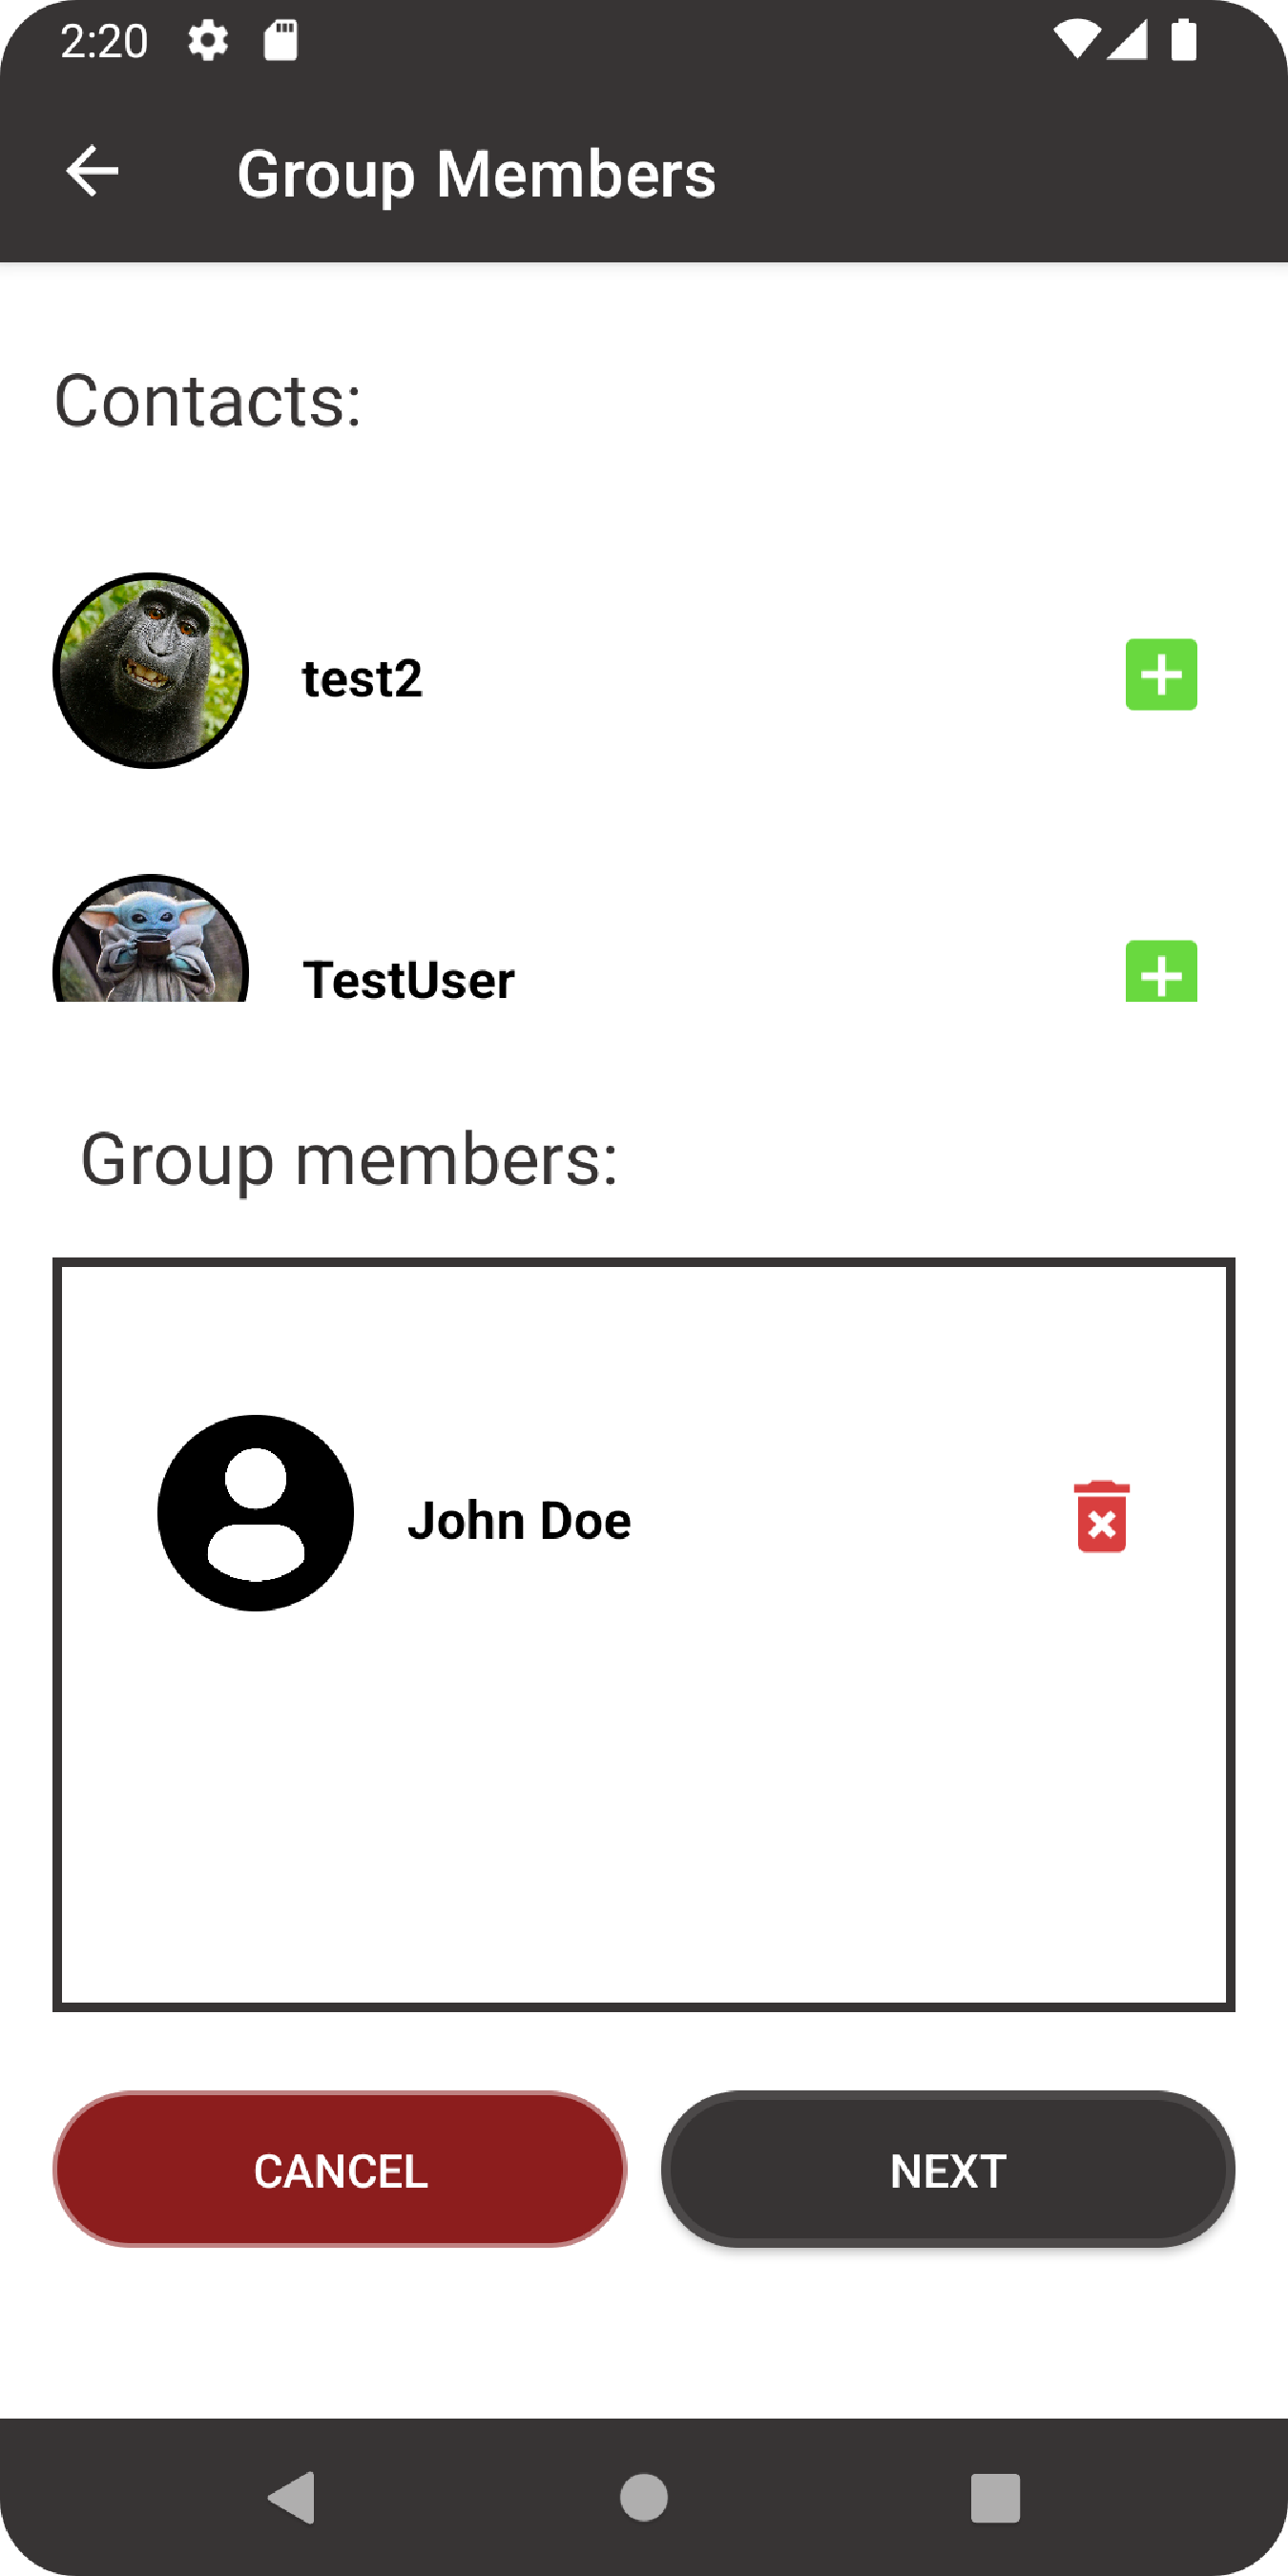 2:20
Group Members
Contacts:
test2
TestUser
Group members:
John Doe
CANCEL
NEXT